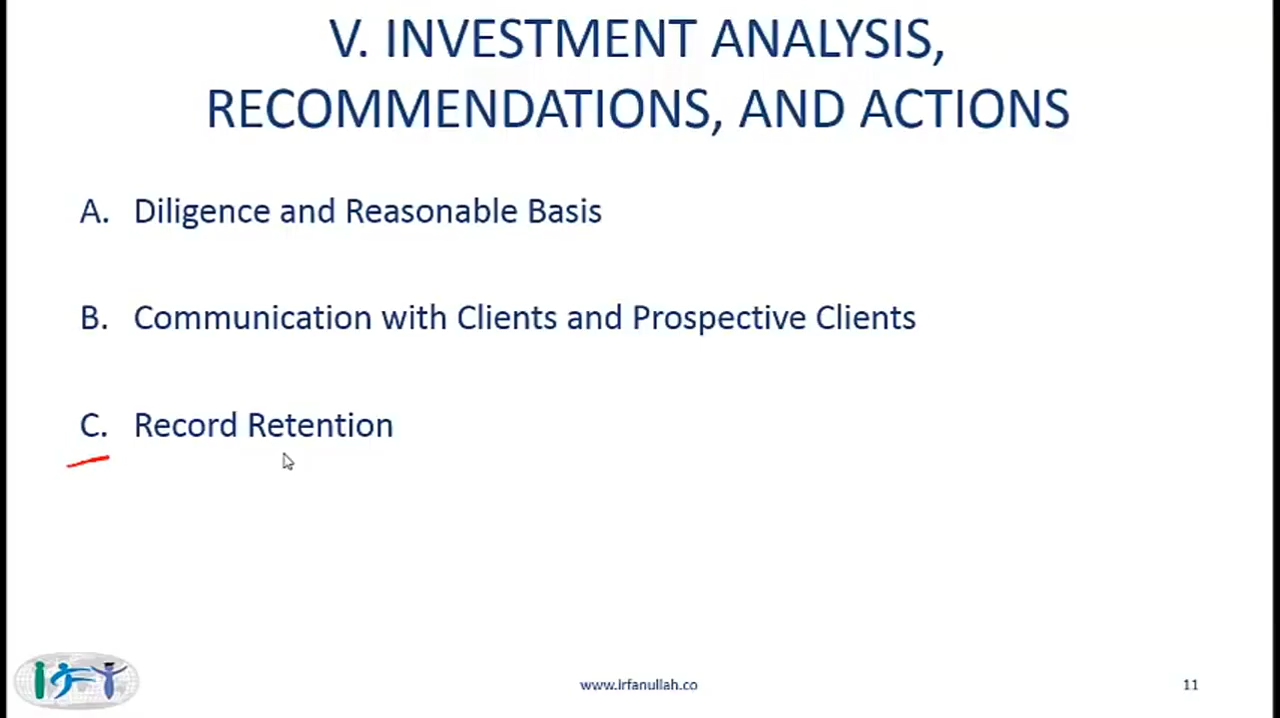 V. INVESTMENT ANALYSIS,
RECOMMENDATIONS, AND ACTIONS
A. Diligence and Reasonable Basis
B. Communication with Clients and Prospective Clients
C. Record Retention
IFT
www.irfanullah.co
11